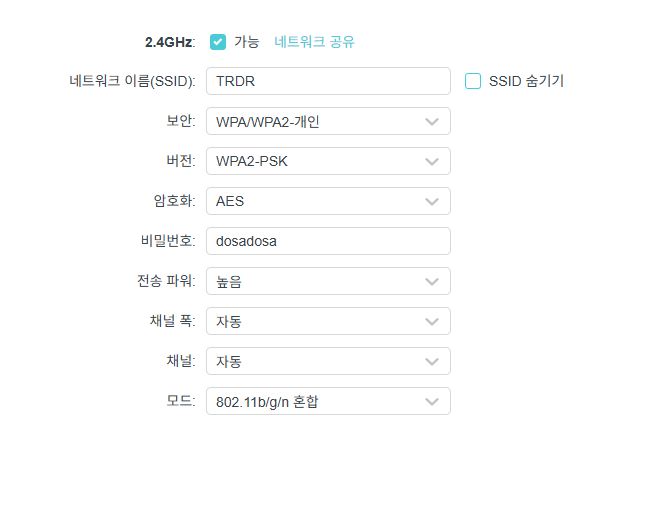 2.4GHz: 가능 네트워크 공유
네트워크 이름(SSID): TRDR SSID 숨기기
보안: WPA/WPA2-개인
버전: WPA2-PSK
암호화: AES
비밀번호: dosadosa
전송 파워: 높음
채널 폭: 자동
채널: 자동
모드: 802.11b/g/n 혼합